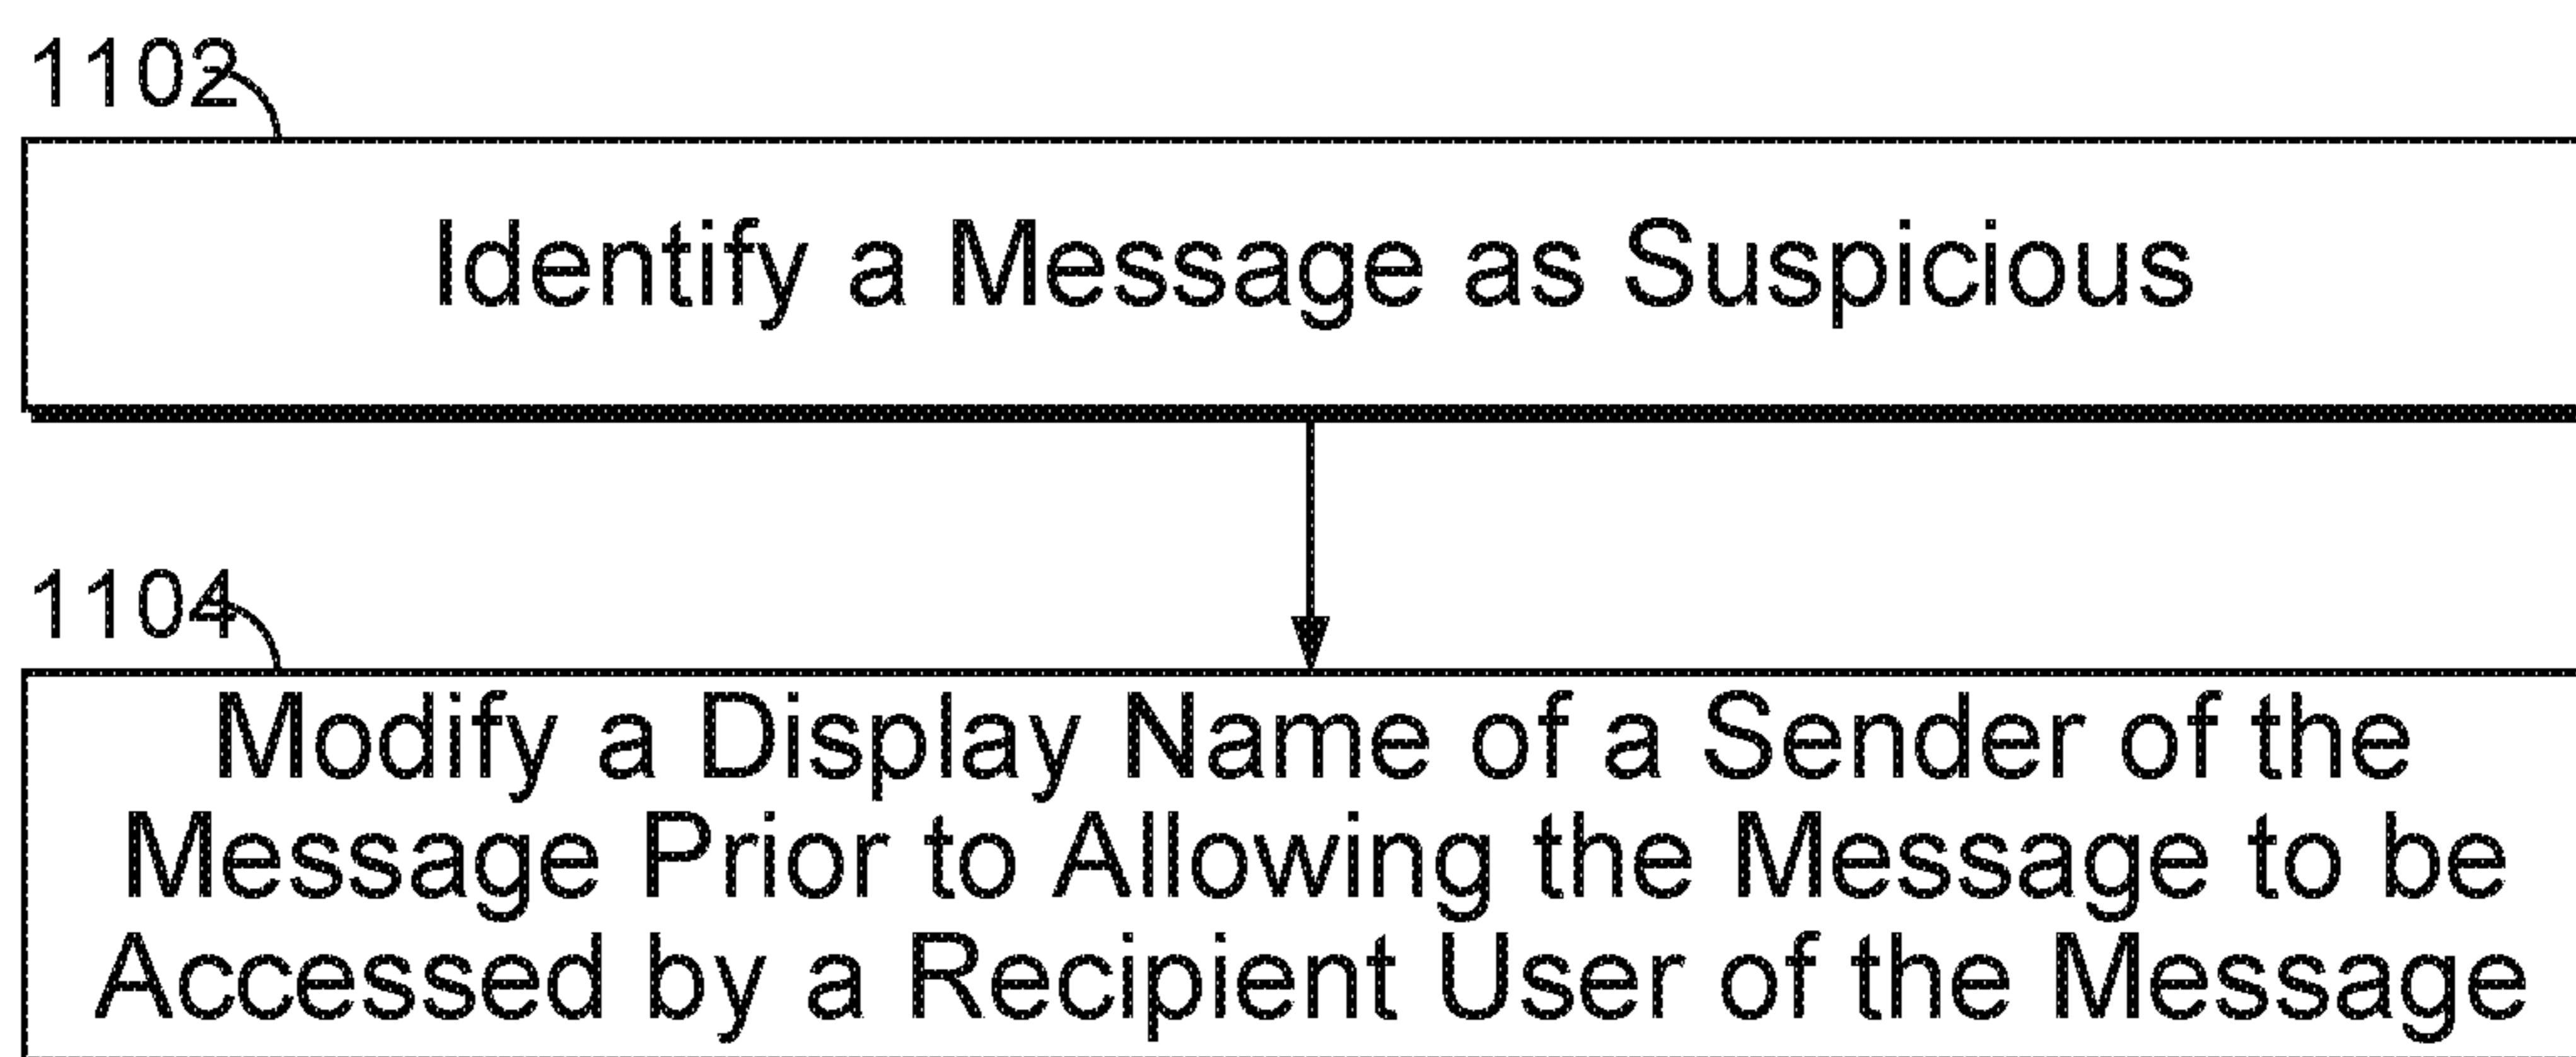 1102
Identify a Message as Suspicious
1104
Modify a Display Name of a Sender of the
Message Prior to Allowing the Message to be
Accessed by a Recipient User of the Message